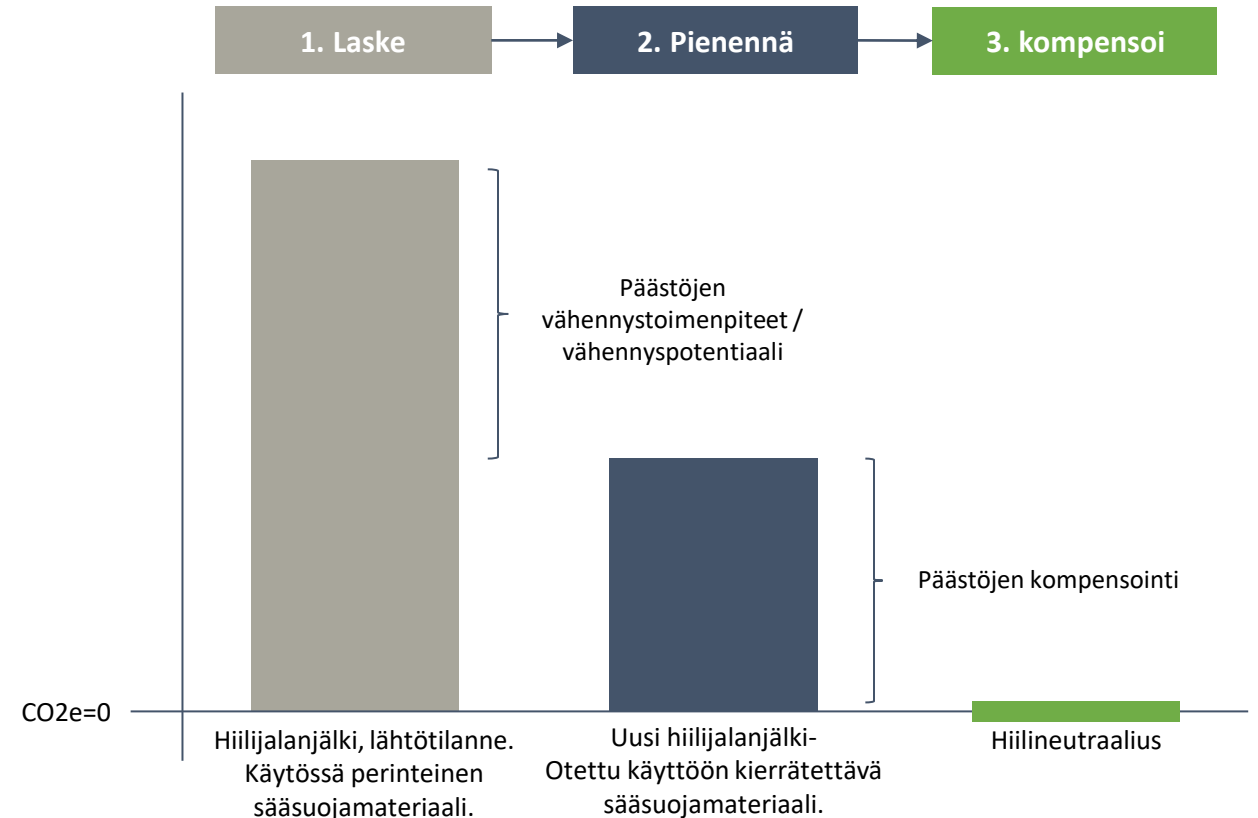 1. Laske
2. Pienennä
3. kompensoi
Päästöjen
vähennystoimenpiteet /
vähennyspotentiaali
Päästöjen kompensointi
CO2e=0
Hiilijalanjälki, lähtötilanne.
Käytössä perinteinen
sääsuojamateriaali.
Uusi hiilijalanjälki-
Otettu käyttöön kierrätettävä
sääsuojamateriaali.
Hiilineutraalius